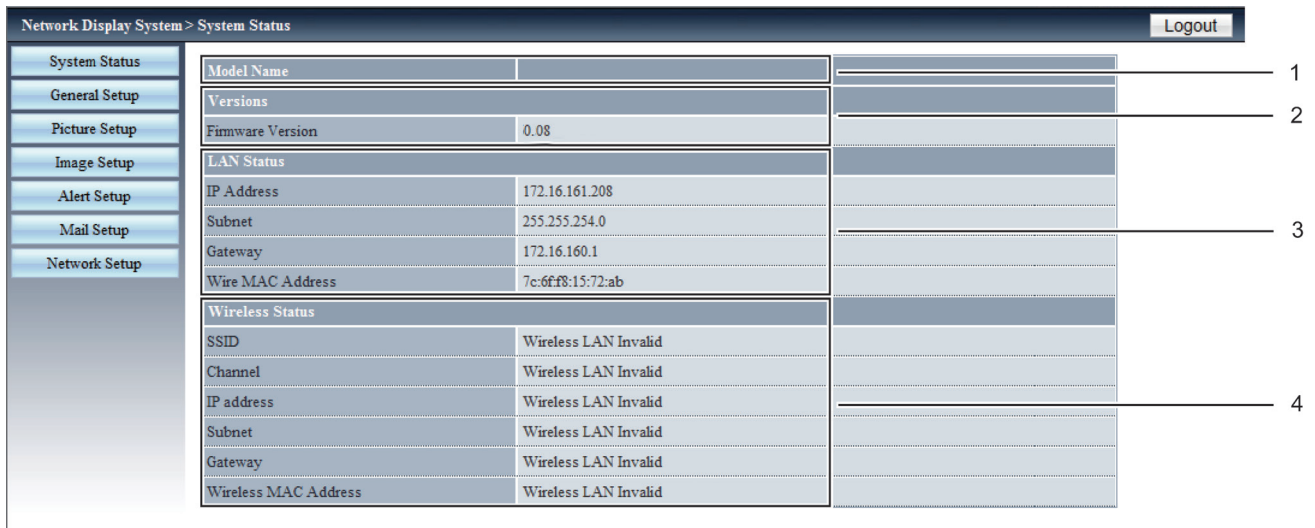 Network Display System > System Status
Logout
System Status
General Setup
Picture Setup
Image Setup
Alert Setup
Mail Setup
Network Setup
Model Name
1
Versions
2
Firmware Version 0.08
LAN Status
IP Address 172.16.161.208
Subnet 255.255.254.0
3
Gateway 172.16.160.1
Wire MAC Address 7c:6f:f8:15:72:ab
Wireless Status
SSID Wireless LAN Invalid
Channel Wireless LAN Invalid
IP address Wireless LAN Invalid
4
Subnet Wireless LAN Invalid
Gateway Wireless LAN Invalid
Wireless MAC Address Wireless LAN Invalid